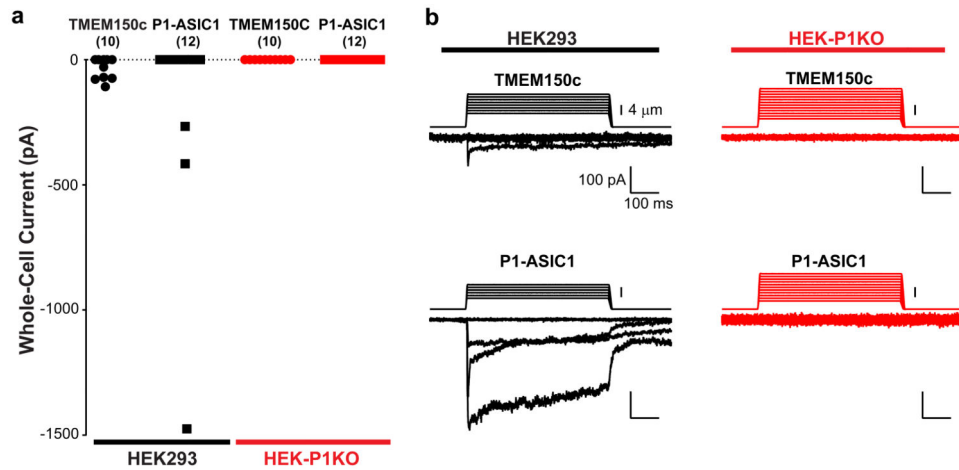 a
TMEM150c P1-ASIC1 TMEM150C P1-ASIC1
(10) (12) (10) (12)
0
-500
-1000
-1500
Whole-Cell Current (pA)
HEK293 HEK-P1KO
b
HEK293 HEK-P1KO
TMEM150c TMEM150c
4 μm
100 pA
100 ms
P1-ASIC1 P1-ASIC1